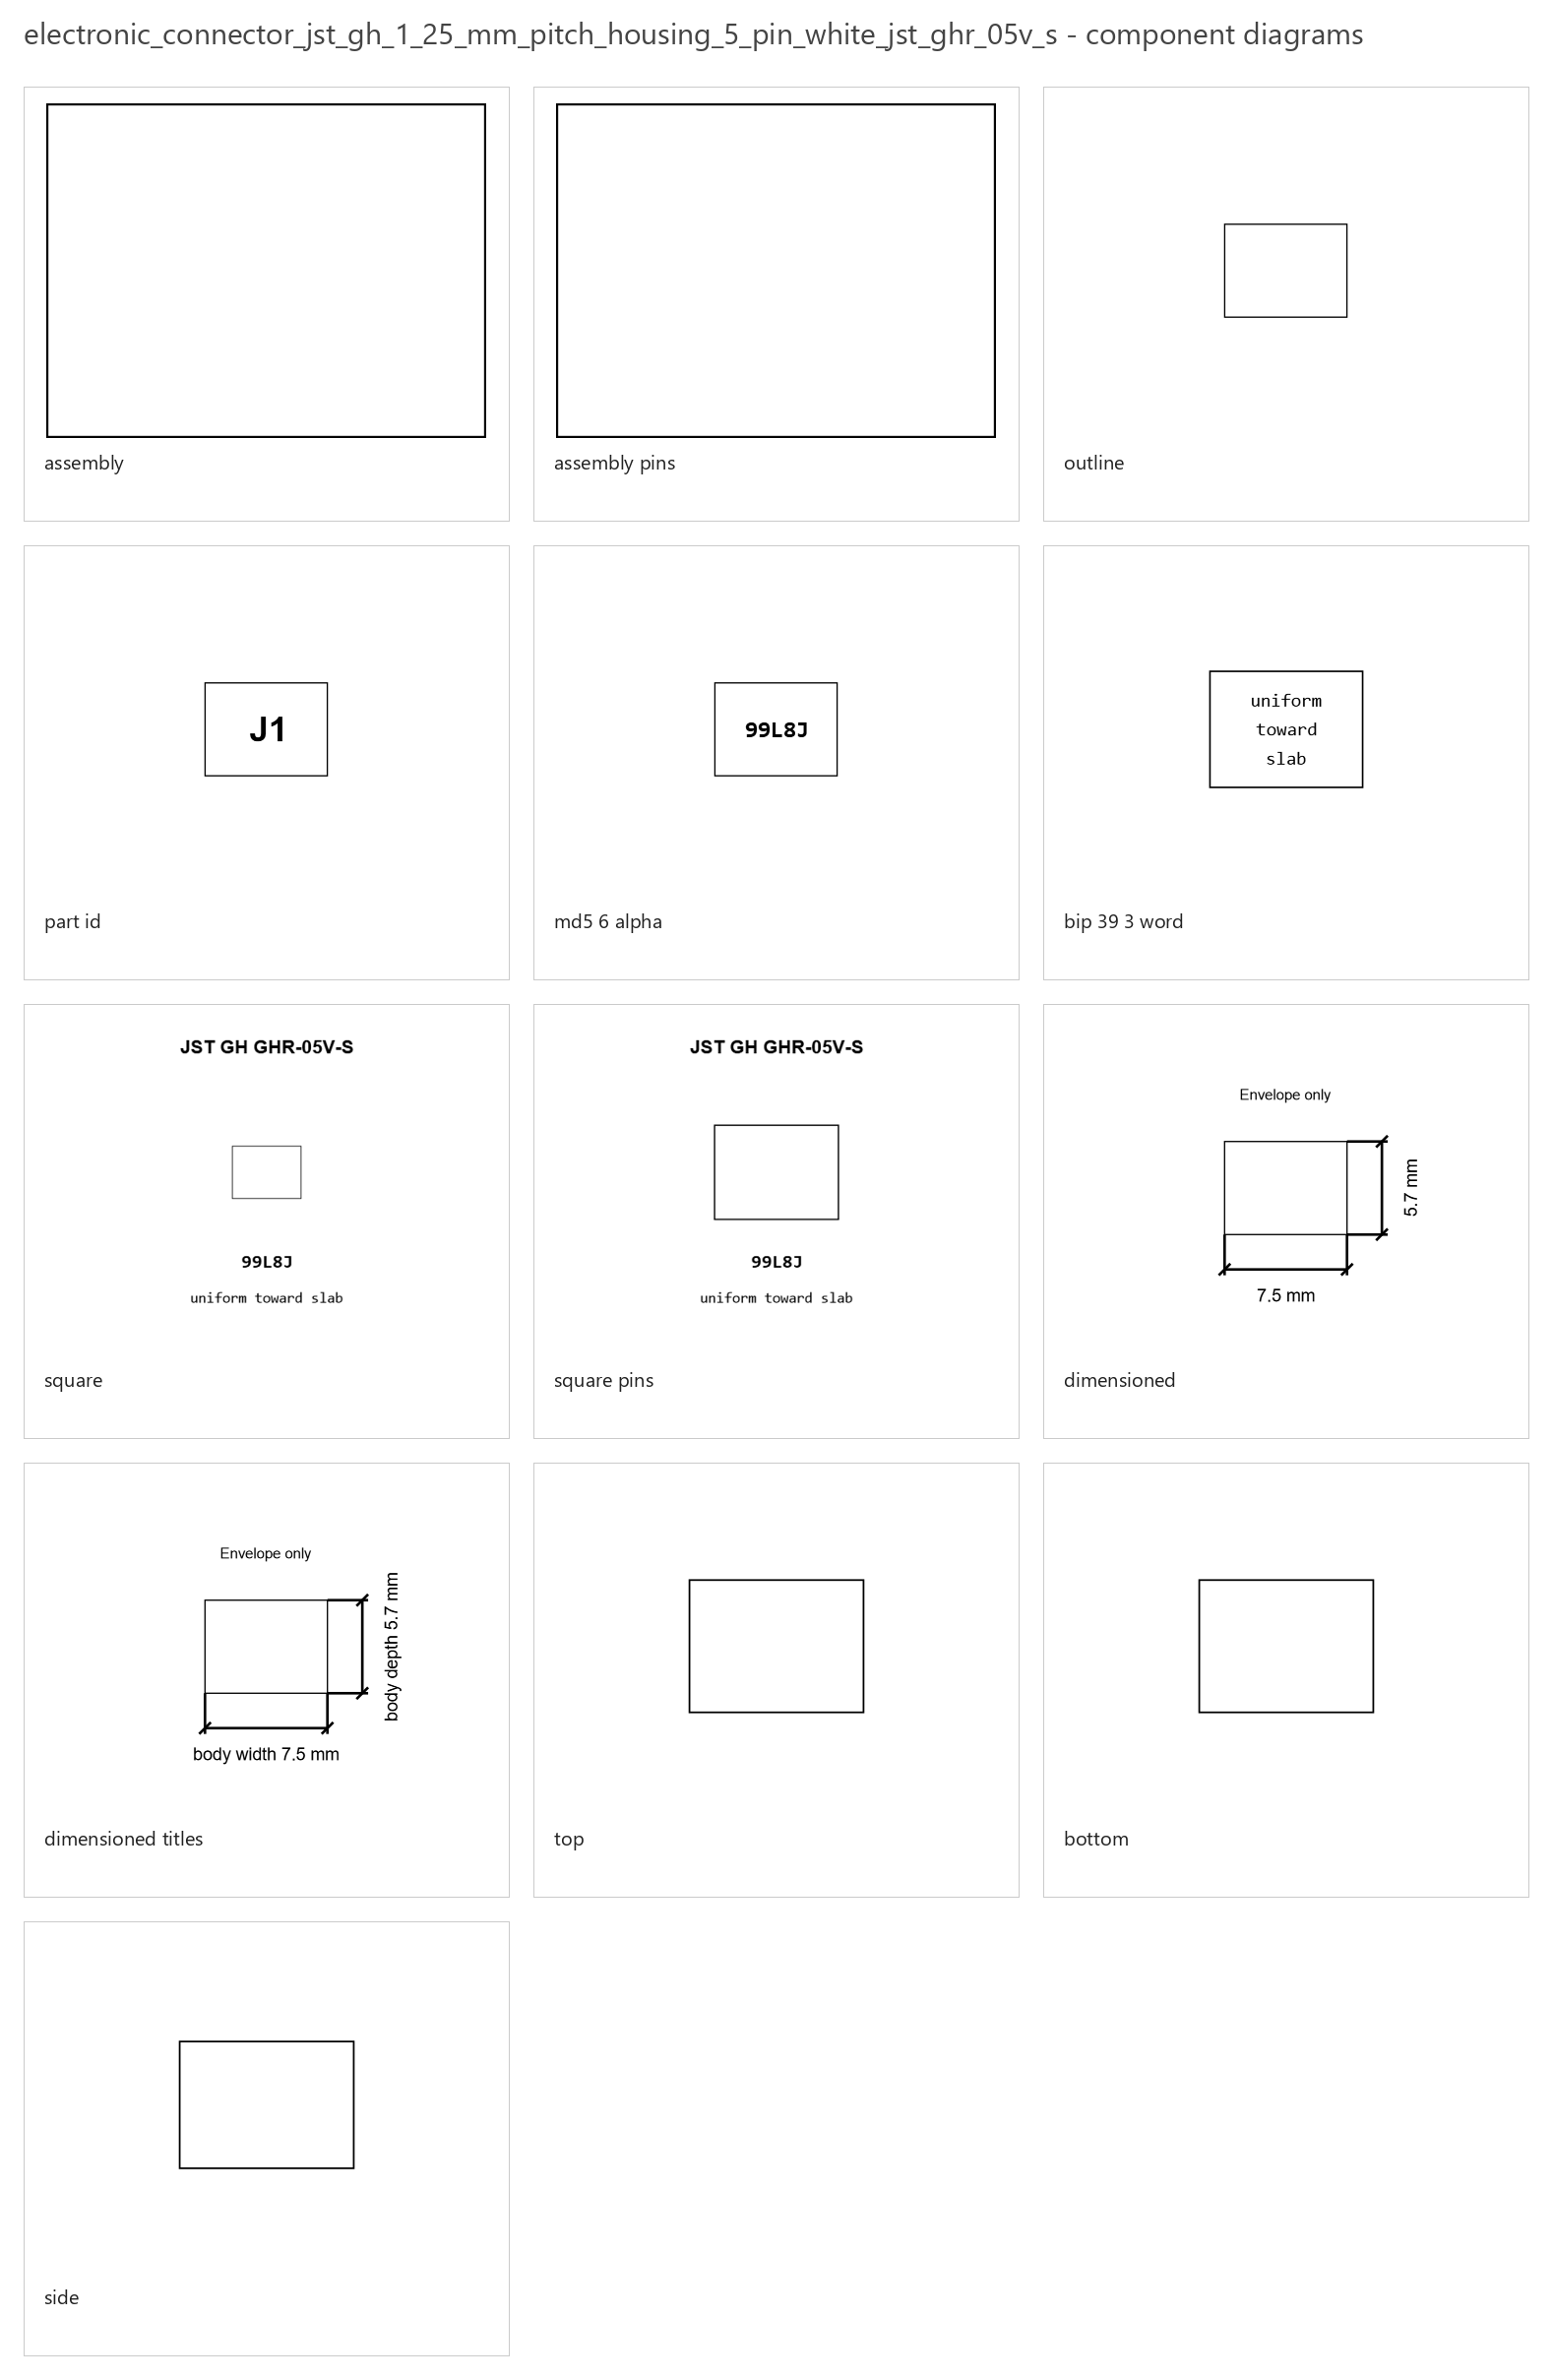 electronic_connector_jst_gh_1_25_mm_pitch_housing_5_pin_white_jst_ghr_05v_s - component diagrams
assembly
assembly pins
outline
J1
part id
99L8J
md5 6 alpha
uniform
toward
slab
bip 39 3 word
JST GH GHR-05V-S
99L8J
uniform toward slab
square
JST GH GHR-05V-S
99L8J
uniform toward slab
square pins
Envelope only
5.7 mm
7.5 mm
dimensioned
Envelope only
body depth 5.7 mm
body width 7.5 mm
dimensioned titles
top
bottom
side